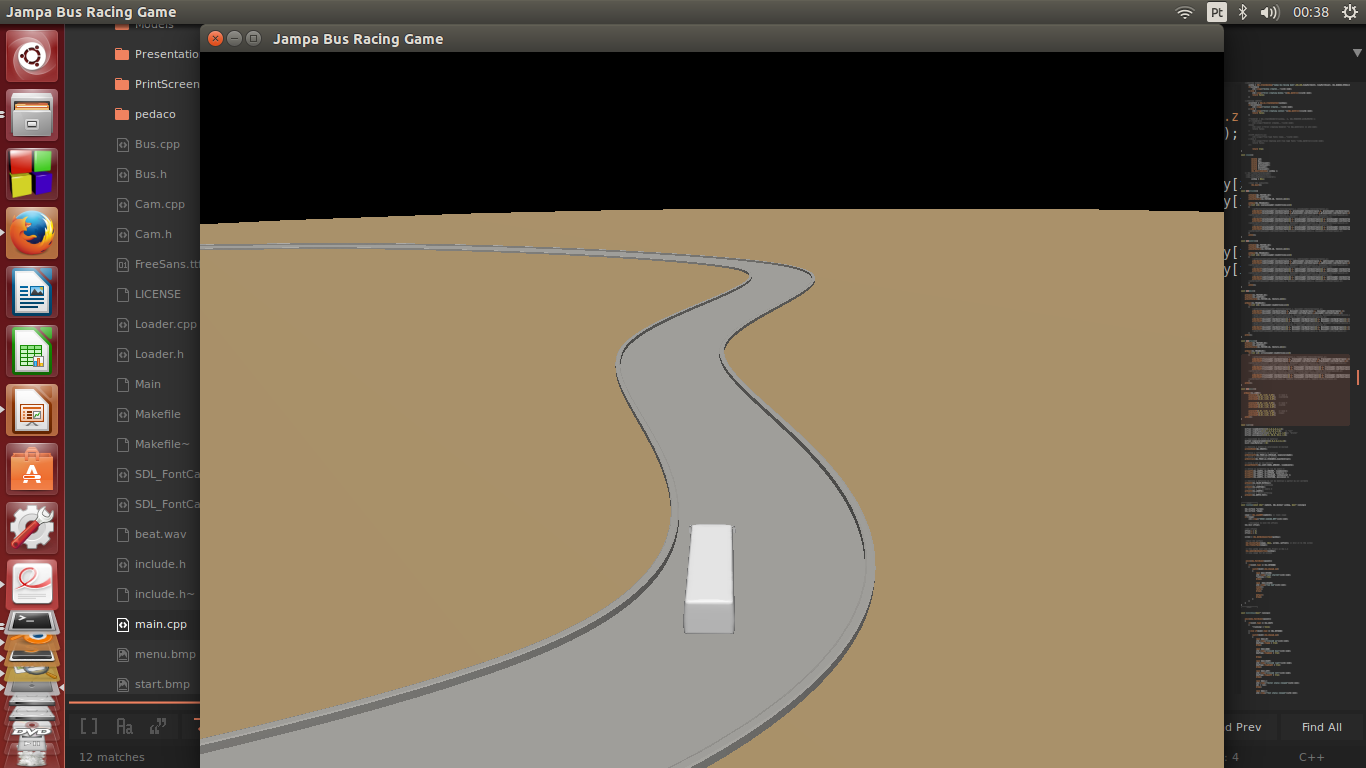 Jampa Bus Racing Game
Pt
00:38
Jampa Bus Racing Game
Models
Presentatio
PrintScreen
pedaco
Bus.cpp
Bus.h
Cam.cpp
Cam.h
FreeSans.ttf
LICENSE
Loader.cpp
Loader.h
Main
Makefile
Makefile~
SDL_FontCa
SDL_FontCa
beat.wav
include.h
include.h~
main.cpp
menu.bmp
start.bmp
.z
);
y[.
y[.
y[.
y[.
Aa
d Prev
Find All
12 matches
: 4
C++